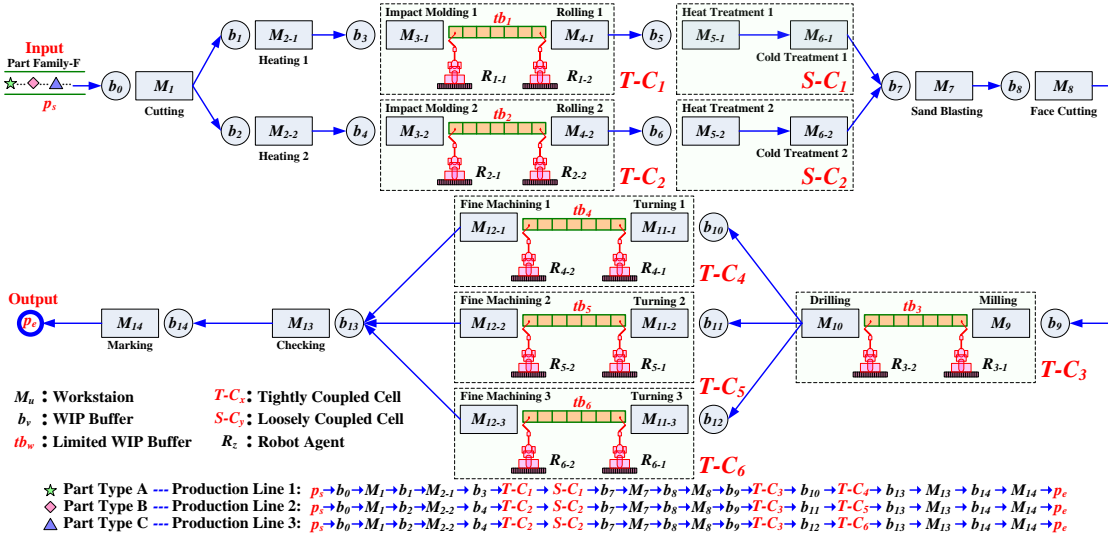 Input
Part Family-F
p_s
b_0
M_1
Cutting
b_1
M_2-1
Heating 1
b_3
Impact Molding 1
tb_1
Rolling 1
M_3-1
M_4-1
R_1-1
R_1-2
T-C_1
b_5
Heat Treatment 1
M_5-1
M_6-1
Cold Treatment 1
S-C_1
b_2
M_2-2
Heating 2
b_4
Impact Molding 2
tb_2
Rolling 2
M_3-2
M_4-2
R_2-1
R_2-2
T-C_2
b_6
Heat Treatment 2
M_5-2
M_6-2
Cold Treatment 2
S-C_2
b_7
M_7
Sand Blasting
b_8
M_8
Face Cutting
Fine Machining 1
tb_4
Turning 1
M_12-1
M_11-1
R_4-2
R_4-1
T-C_4
b_10
Fine Machining 2
tb_5
Turning 2
M_12-2
M_11-2
R_5-2
R_5-1
T-C_5
b_11
Fine Machining 3
tb_6
Turning 3
M_12-3
M_11-3
R_6-2
R_6-1
T-C_6
b_12
Drilling
tb_3
Milling
M_10
M_9
R_3-2
R_3-1
T-C_3
b_9
Output
p_e
M_14
Marking
b_14
M_13
Checking
b_13
M_u : Workstaion
b_v : WIP Buffer
tb_w : Limited WIP Buffer
T-C_x : Tightly Coupled Cell
S-C_y : Loosely Coupled Cell
R_z : Robot Agent
Part Type A --- Production Line 1: p_s→b_0→M_1→b_1→M_2-1→b_3→T-C_1→S-C_1→b_7→M_7→b_8→M_8→b_9→T-C_3→b_10→T-C_4→b_13→M_13→b_14→M_14→p_e
Part Type B --- Production Line 2: p_s→b_0→M_1→b_2→M_2-2→b_4→T-C_2→S-C_2→b_7→M_7→b_8→M_8→b_9→T-C_3→b_11→T-C_5→b_13→M_13→b_14→M_14→p_e
Part Type C --- Production Line 3: p_s→b_0→M_1→b_2→M_2-2→b_4→T-C_2→S-C_2→b_7→M_7→b_8→M_8→b_9→T-C_3→b_12→T-C_6→b_13→M_13→b_14→M_14→p_e